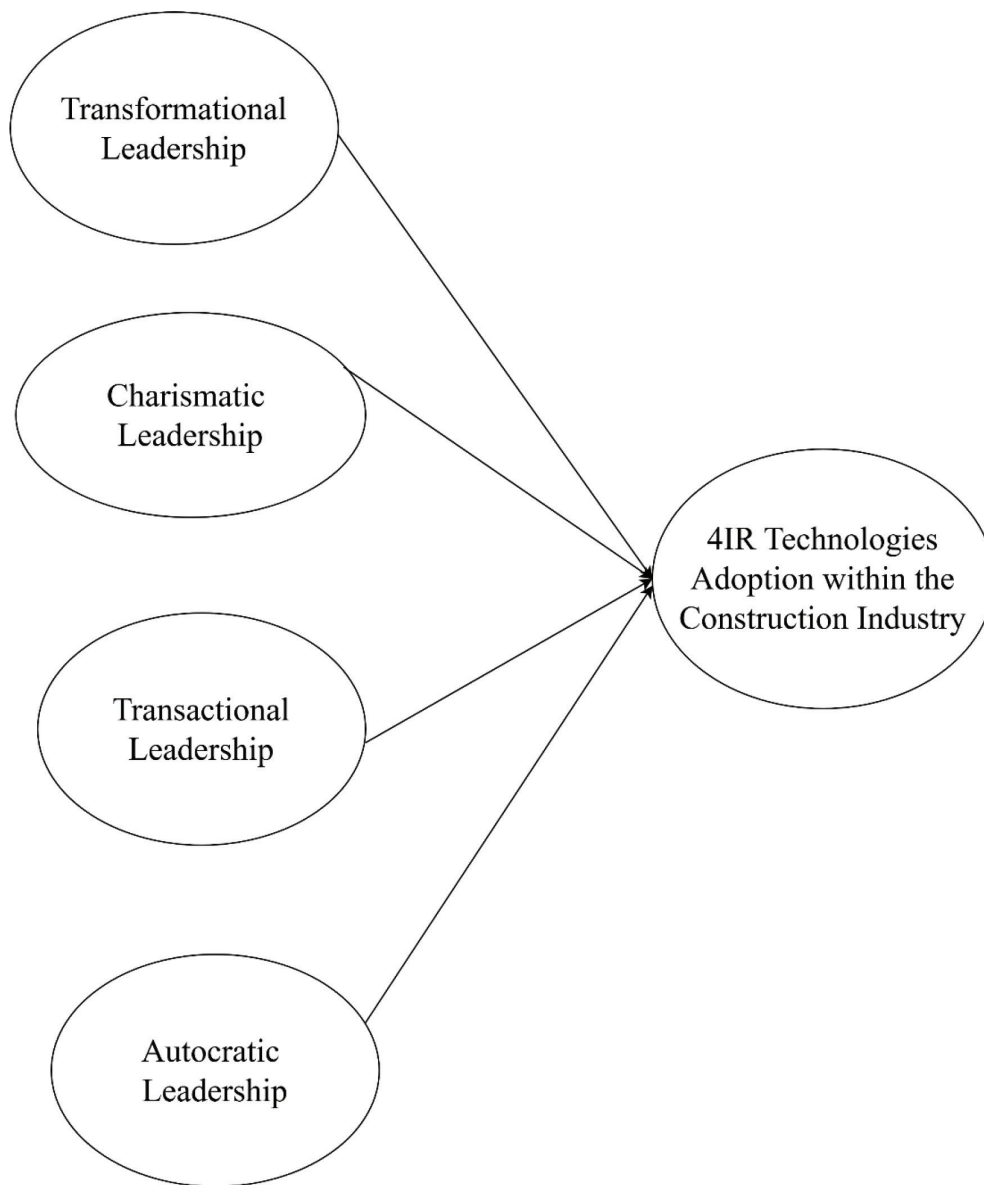 Transformational
Leadership
Charismatic
Leadership
4IR Technologies
Adoption within the
Construction Industry
Transactional
Leadership
Autocratic
Leadership